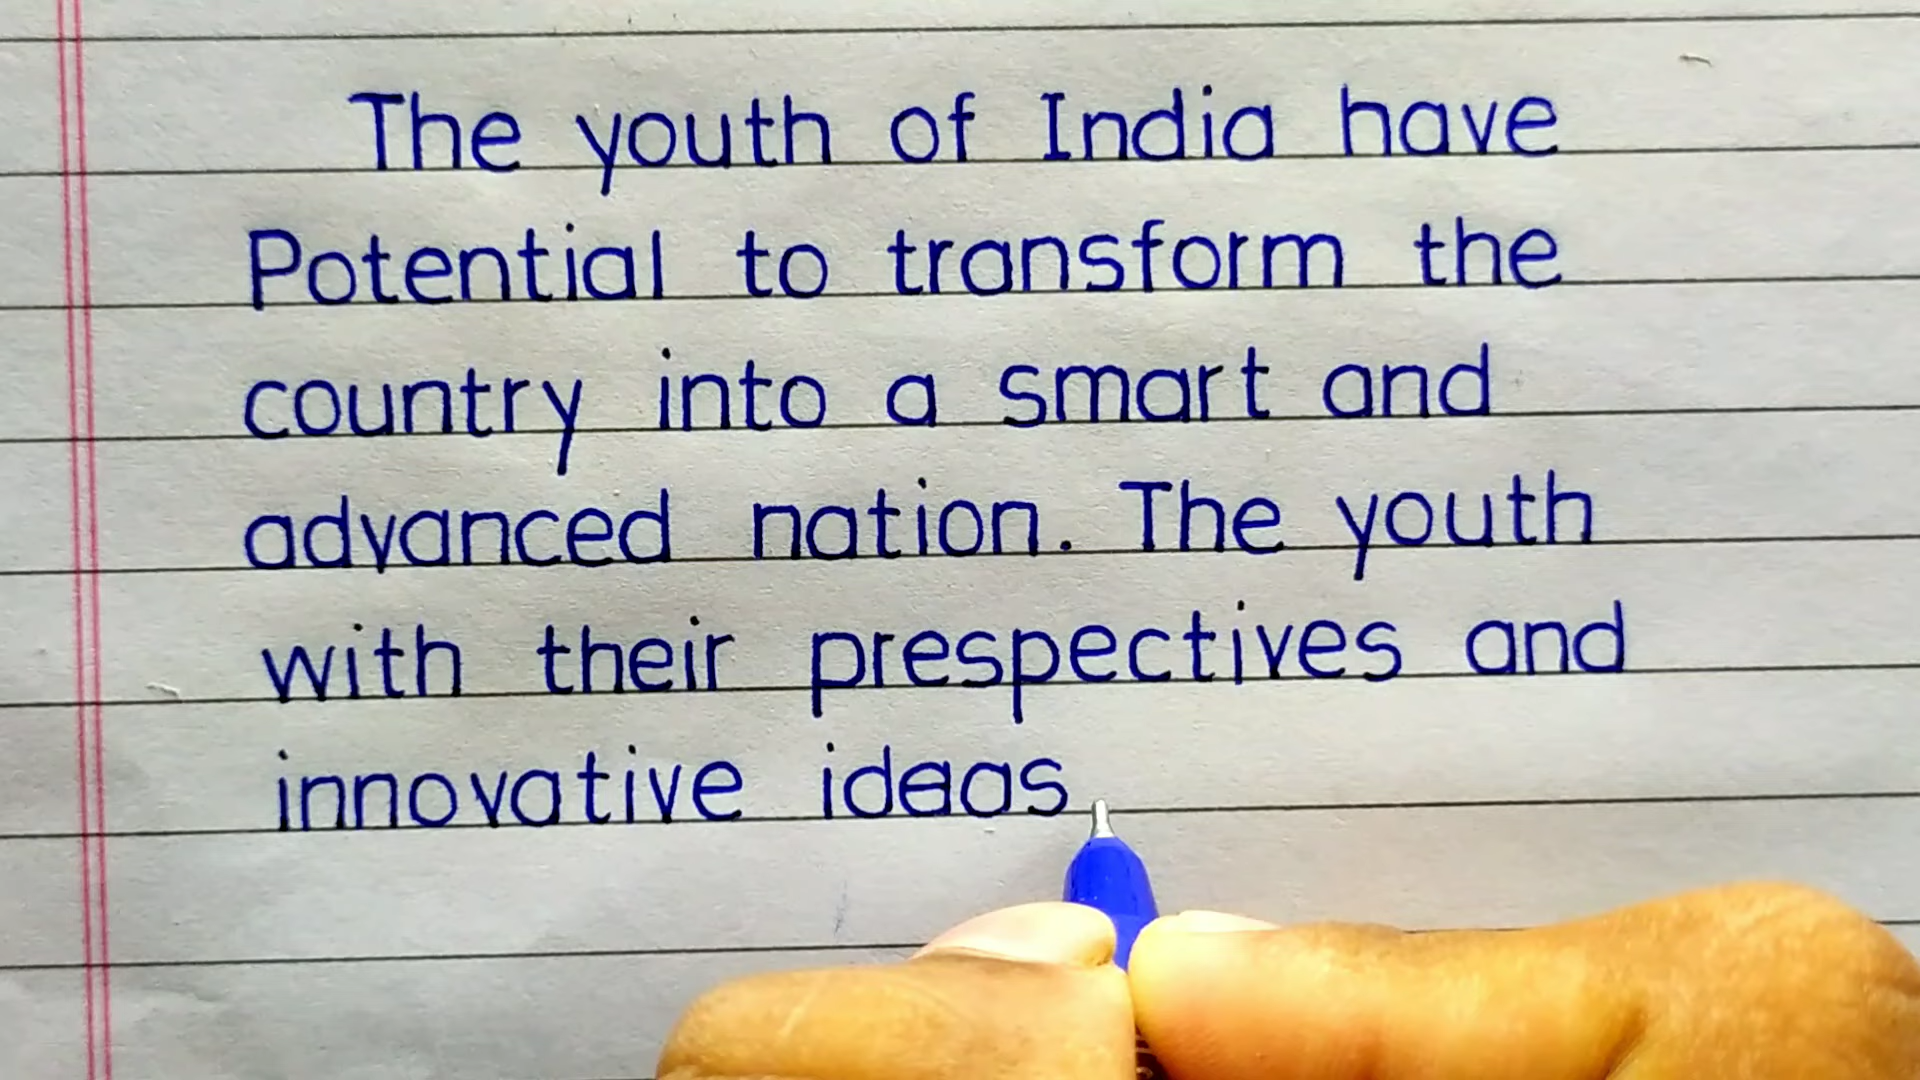 The youth of India have
Potential to transform the
country into a smart and
advanced nation. The youth
with their prespectives and
innovative ideas